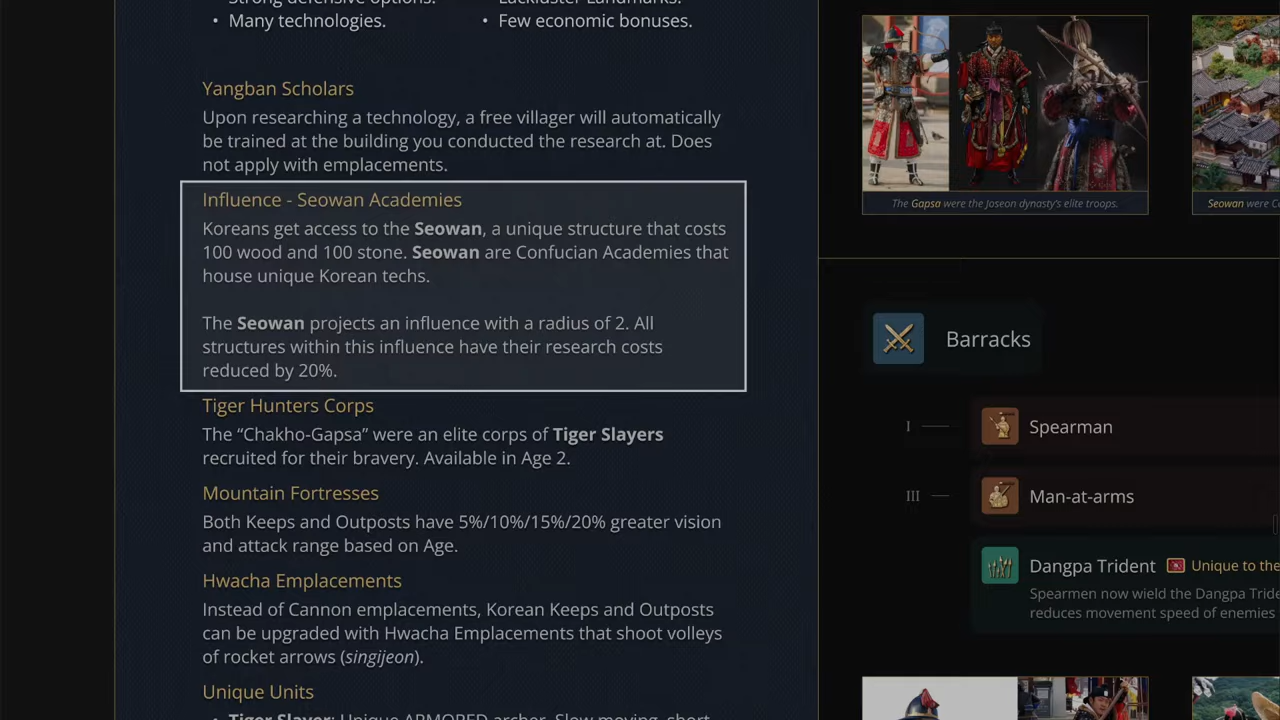 • Many technologies.
• Few economic bonuses.
Yangban Scholars
Upon researching a technology, a free villager will automatically
be trained at the building you conducted the research at. Does
not apply with emplacements.
Influence - Seowan Academies
Koreans get access to the Seowan, a unique structure that costs
100 wood and 100 stone. Seowan are Confucian Academies that
house unique Korean techs.
The Seowan projects an influence with a radius of 2. All
structures within this influence have their research costs
reduced by 20%.
Tiger Hunters Corps
The “Chakho-Gapsa” were an elite corps of Tiger Slayers
recruited for their bravery. Available in Age 2.
Mountain Fortresses
Both Keeps and Outposts have 5%/10%/15%/20% greater vision
and attack range based on Age.
Hwacha Emplacements
Instead of Cannon emplacements, Korean Keeps and Outposts
can be upgraded with Hwacha Emplacements that shoot volleys
of rocket arrows (singijeon).
Unique Units
• Tiger Slayer: Unique ARMORED archer. Slow moving, short
The Gapsa were the Joseon dynasty's elite troops.
Seowan were
Barracks
I
Spearman
III
Man-at-arms
Dangpa Trident
Unique to the
Spearmen now wield the Dangpa
reduces movement speed of enemies